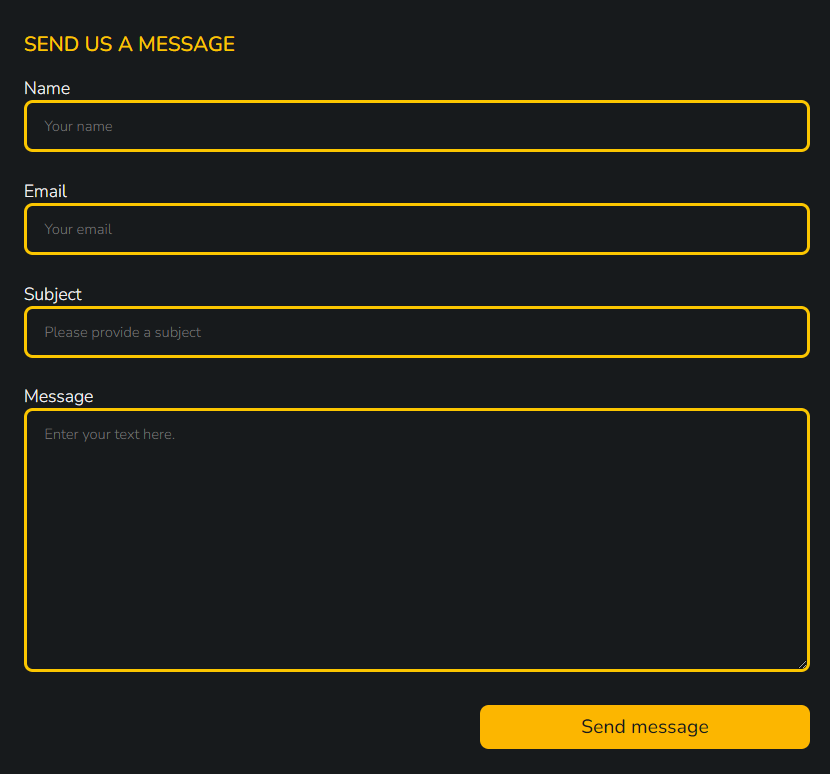 SEND US A MESSAGE
Name
Your name
Email
Your email
Subject
Please provide a subject
Message
Enter your text here.
Send message